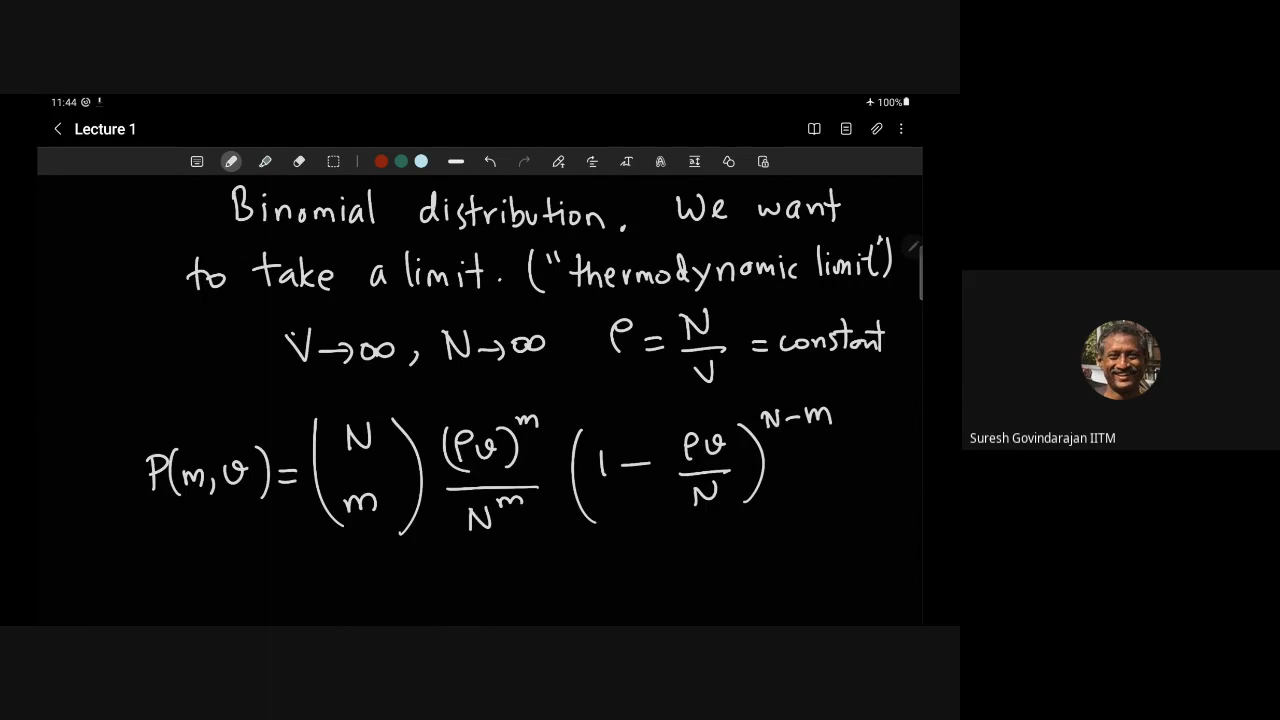 11:44 100%
Lecture 1
Binomial distribution. We want
to take a limit. ("thermodynamic limit")
V→∞, N→∞ ρ = N/V = constant
P(m,v) = (N m) (ρv)^m / N^m (1 − ρv/N)^(N−m)
Suresh Govindarajan IITM